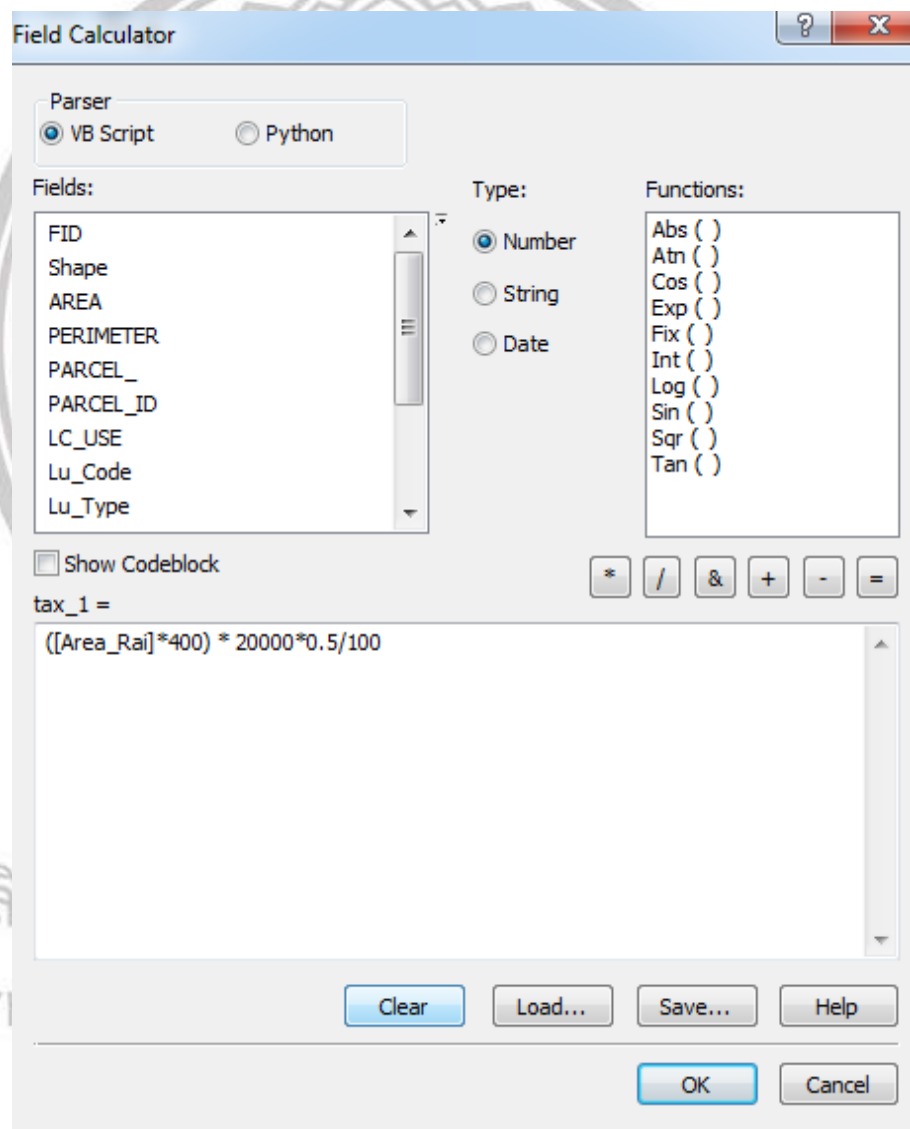 Field Calculator
Parser
VB Script Python
Fields: Type: Functions:
FID
Shape
AREA
PERIMETER
PARCEL_
PARCEL_ID
LC_USE
Lu_Code
Lu_Type
Number
String
Date
Abs ( )
Atn ( )
Cos ( )
Exp ( )
Fix ( )
Int ( )
Log ( )
Sin ( )
Sqr ( )
Tan ( )
Show Codeblock
* / & + - =
tax_1 =
([Area_Rai]*400) * 20000*0.5/100
Clear Load... Save... Help
OK Cancel